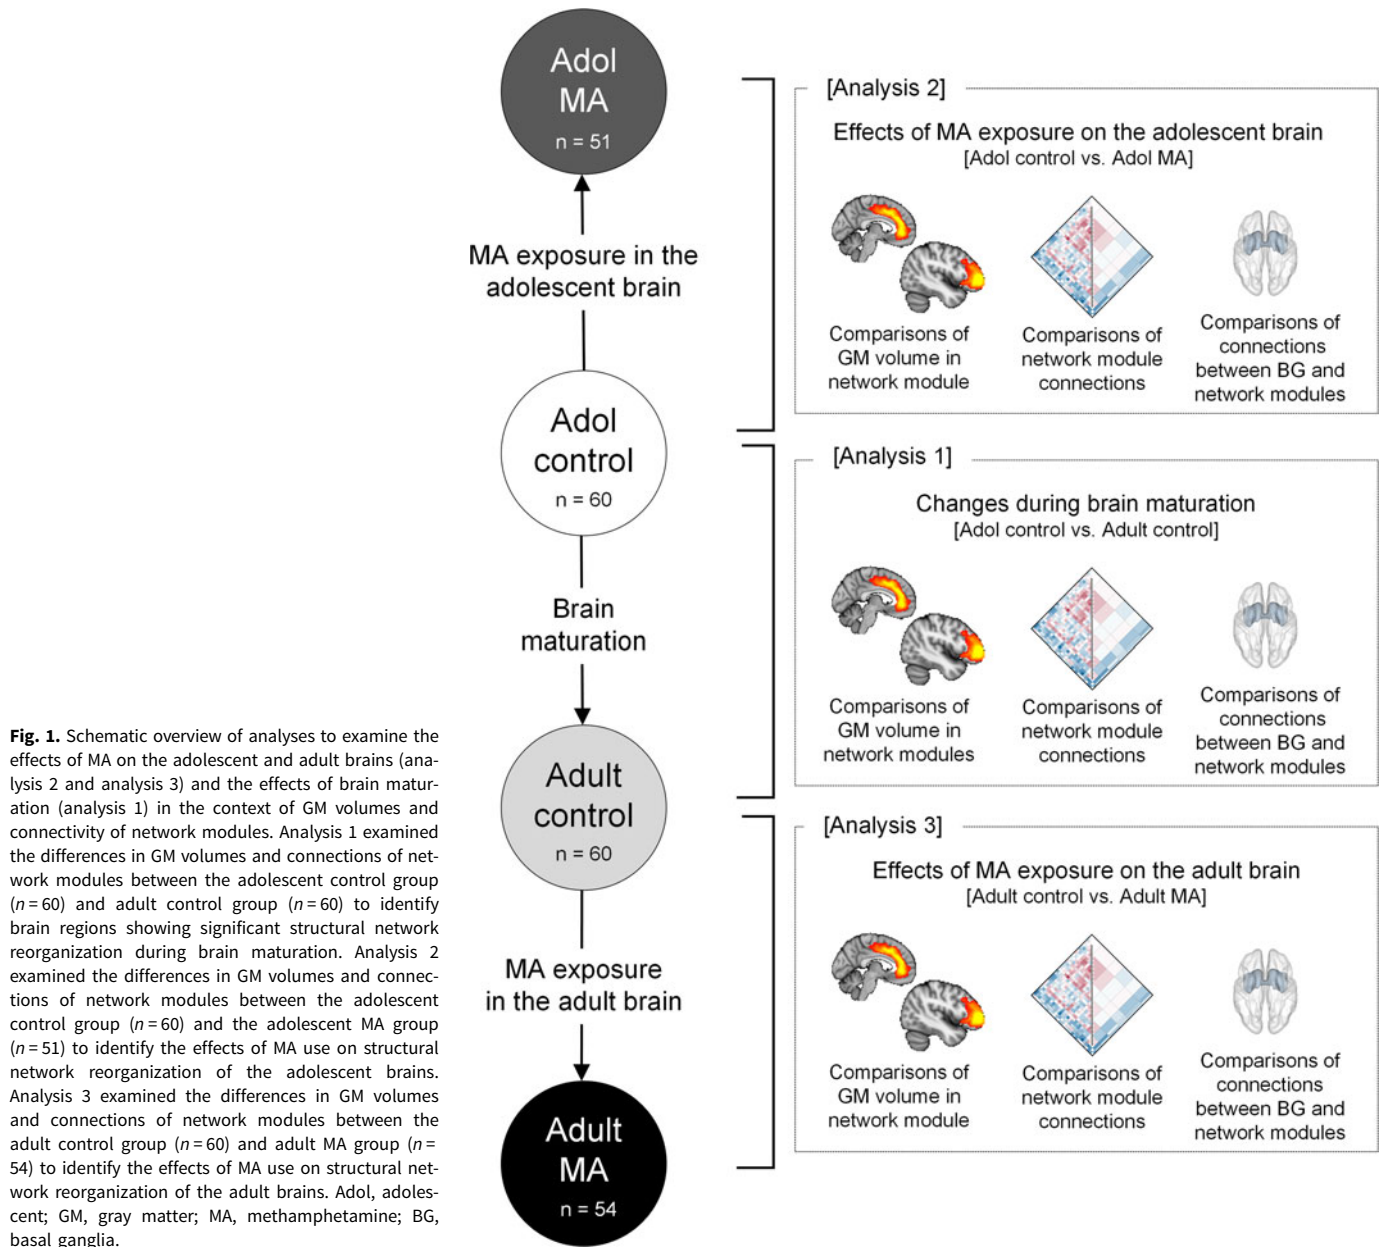 Adol
MA
n = 51
MA exposure in the
adolescent brain
Adol
control
n = 60
Brain
maturation
Adult
control
n = 60
MA exposure
in the adult brain
Adult
MA
n = 54
[Analysis 2]
Effects of MA exposure on the adolescent brain
[Adol control vs. Adol MA]
Comparisons of
GM volume in
network module
Comparisons of
network module
connections
Comparisons of
connections
between BG and
network modules
[Analysis 1]
Changes during brain maturation
[Adol control vs. Adult control]
Comparisons of
GM volume in
network modules
Comparisons of
network module
connections
Comparisons of
connections
between BG and
network modules
[Analysis 3]
Effects of MA exposure on the adult brain
[Adult control vs. Adult MA]
Comparisons of
GM volume in
network module
Comparisons of
network module
connections
Comparisons of
connections
between BG and
network modules
Fig. 1. Schematic overview of analyses to examine the
effects of MA on the adolescent and adult brains (ana-
lysis 2 and analysis 3) and the effects of brain matur-
ation (analysis 1) in the context of GM volumes and
connectivity of network modules. Analysis 1 examined
the differences in GM volumes and connections of net-
work modules between the adolescent control group
(n = 60) and adult control group (n = 60) to identify
brain regions showing significant structural network
reorganization during brain maturation. Analysis 2
examined the differences in GM volumes and connec-
tions of network modules between the adolescent
control group (n = 60) and the adolescent MA group
(n = 51) to identify the effects of MA use on structural
network reorganization of the adolescent brains.
Analysis 3 examined the differences in GM volumes
and connections of network modules between the
adult control group (n = 60) and adult MA group (n =
54) to identify the effects of MA use on structural net-
work reorganization of the adult brains. Adol, adoles-
cent; GM, gray matter; MA, methamphetamine; BG,
basal ganglia.